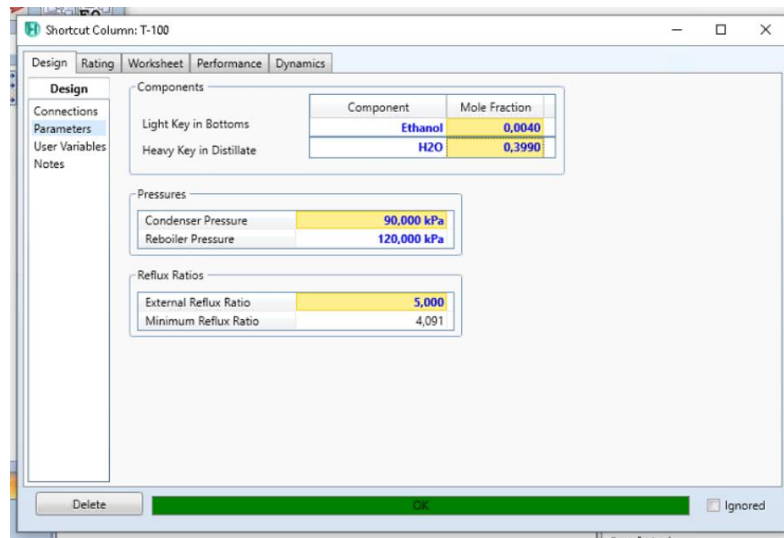 Shortcut Column: T-100
Design Rating Worksheet Performance Dynamics
Design
Connections
Parameters
User Variables
Notes
Components
Component Mole Fraction
Light Key in Bottoms Ethanol 0,0040
Heavy Key in Distillate H2O 0,3990
Pressures
Condenser Pressure 90,000 kPa
Reboiler Pressure 120,000 kPa
Reflux Ratios
External Reflux Ratio 5,000
Minimum Reflux Ratio 4,091
Delete OK Ignored